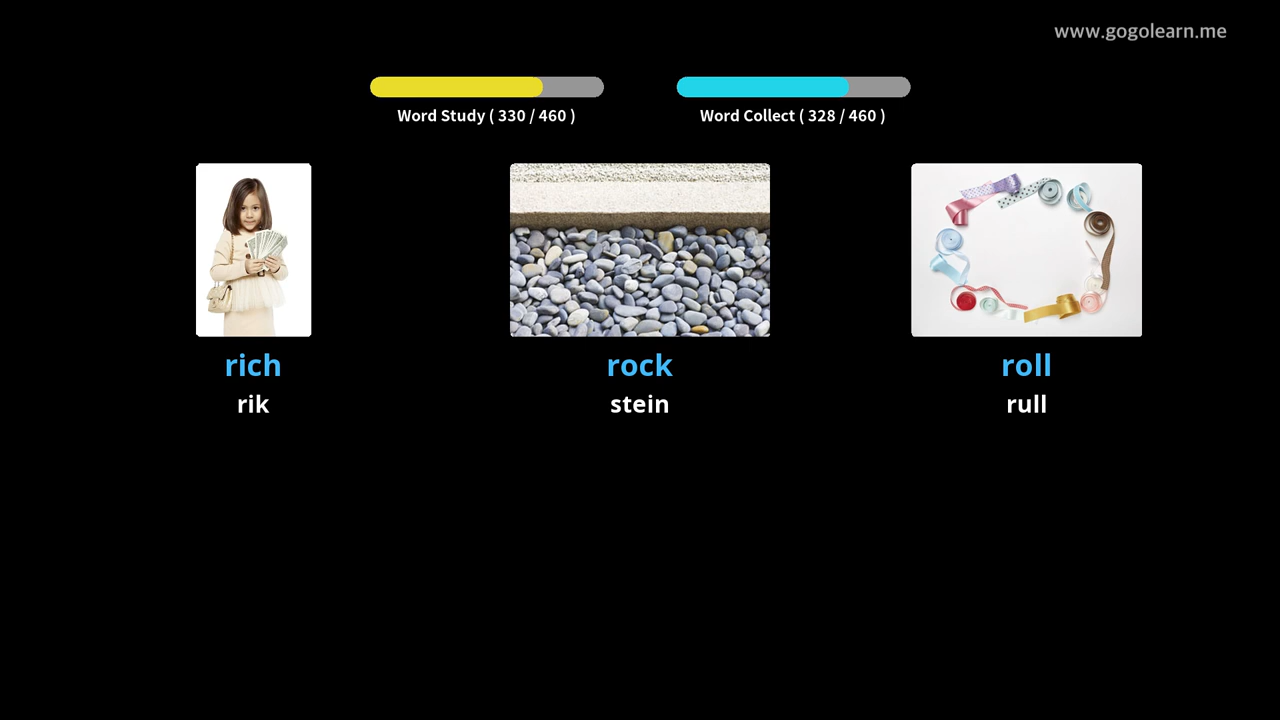 www.gogolearn.me
Word Study ( 330 / 460 )
Word Collect ( 328 / 460 )
rich
rik
rock
stein
roll
rull